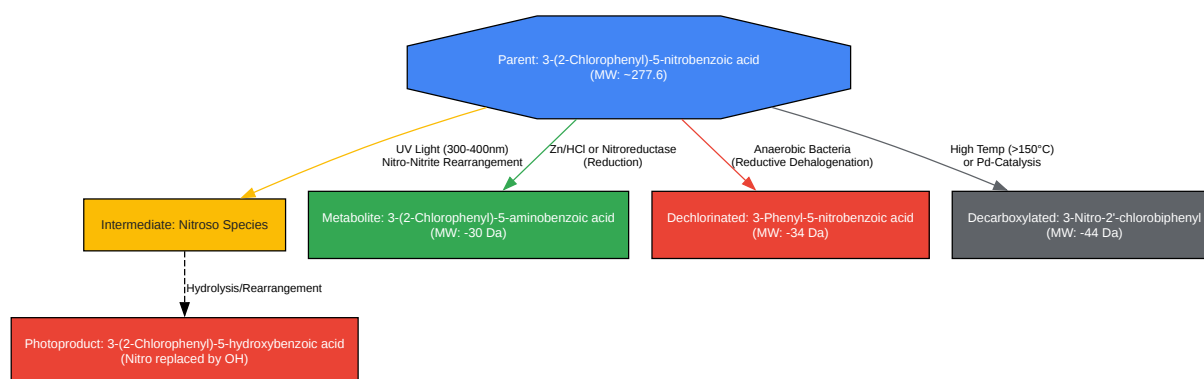 Parent: 3-(2-Chlorophenyl)-5-nitrobenzoic acid
(MW: ~277.6)
UV Light (300-400nm)
Nitro-Nitrite Rearrangement
Zn/HCl or Nitroreductase
(Reduction)
Anaerobic Bacteria
(Reductive Dehalogenation)
High Temp (>150°C)
or Pd-Catalysis
Intermediate: Nitroso Species
Metabolite: 3-(2-Chlorophenyl)-5-aminobenzoic acid
(MW: -30 Da)
Dechlorinated: 3-Phenyl-5-nitrobenzoic acid
(MW: -34 Da)
Decarboxylated: 3-Nitro-2'-chlorobiphenyl
(MW: -44 Da)
Hydrolysis/Rearrangement
Photoproduct: 3-(2-Chlorophenyl)-5-hydroxybenzoic acid
(Nitro replaced by OH)